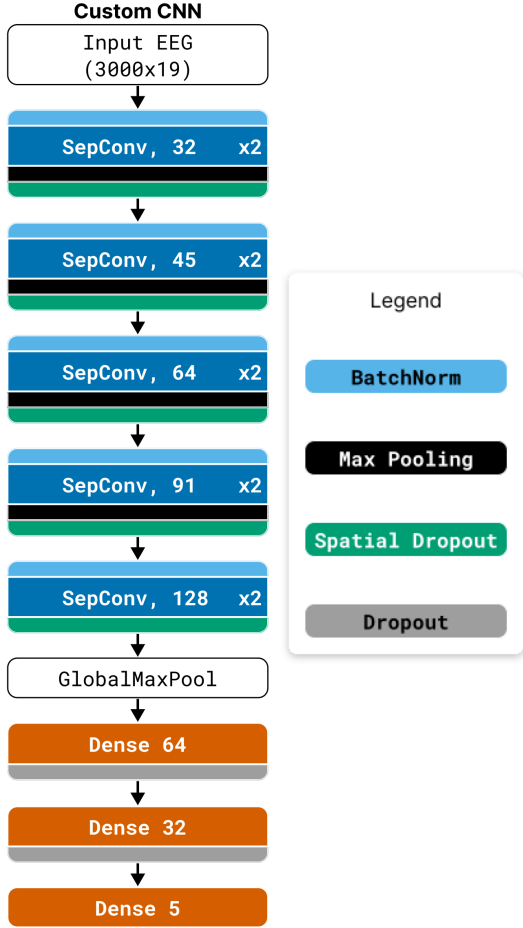 Custom CNN
Input EEG
(3000x19)
SepConv, 32 x2
SepConv, 45 x2
SepConv, 64 x2
SepConv, 91 x2
SepConv, 128 x2
GlobalMaxPool
Dense 64
Dense 32
Dense 5
Legend
BatchNorm
Max Pooling
Spatial Dropout
Dropout